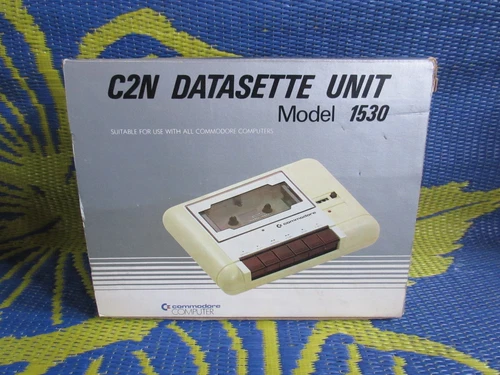 C2N DATASETTE UNIT
Model 1530
SUITABLE FOR USE WITH ALL COMMODORE COMPUTERS
commodore
commodore
COMPUTER